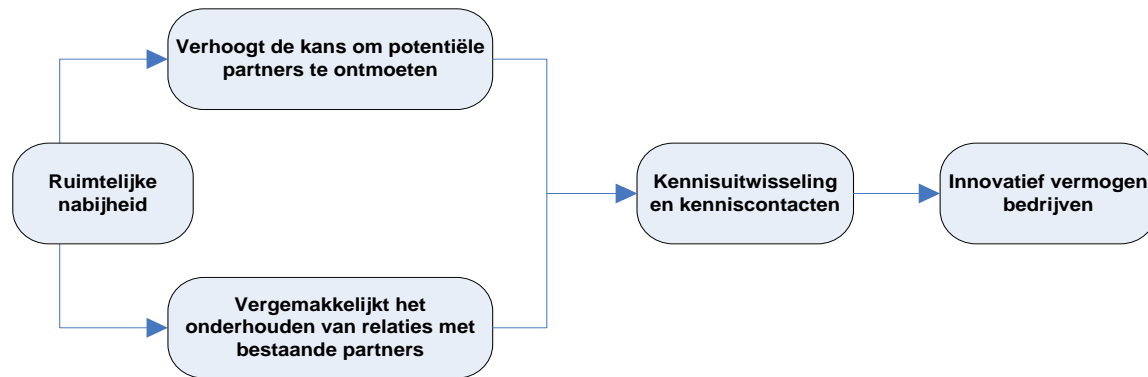 Verhoogt de kans om potentiële
partners te ontmoeten
Ruimtelijke
nabijheid
Vergemakkelijkt het
onderhouden van relaties met
bestaande partners
Kennisuitwisseling
en kenniscontacten
Innovatief vermogen
bedrijven